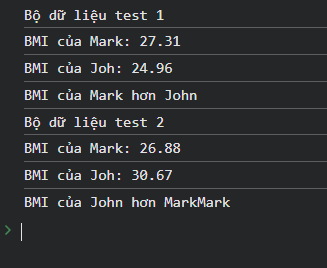 Bộ dữ liệu test 1
BMI của Mark: 27.31
BMI của Joh: 24.96
BMI của Mark hơn John
Bộ dữ liệu test 2
BMI của Mark: 26.88
BMI của Joh: 30.67
BMI của John hơn MarkMark